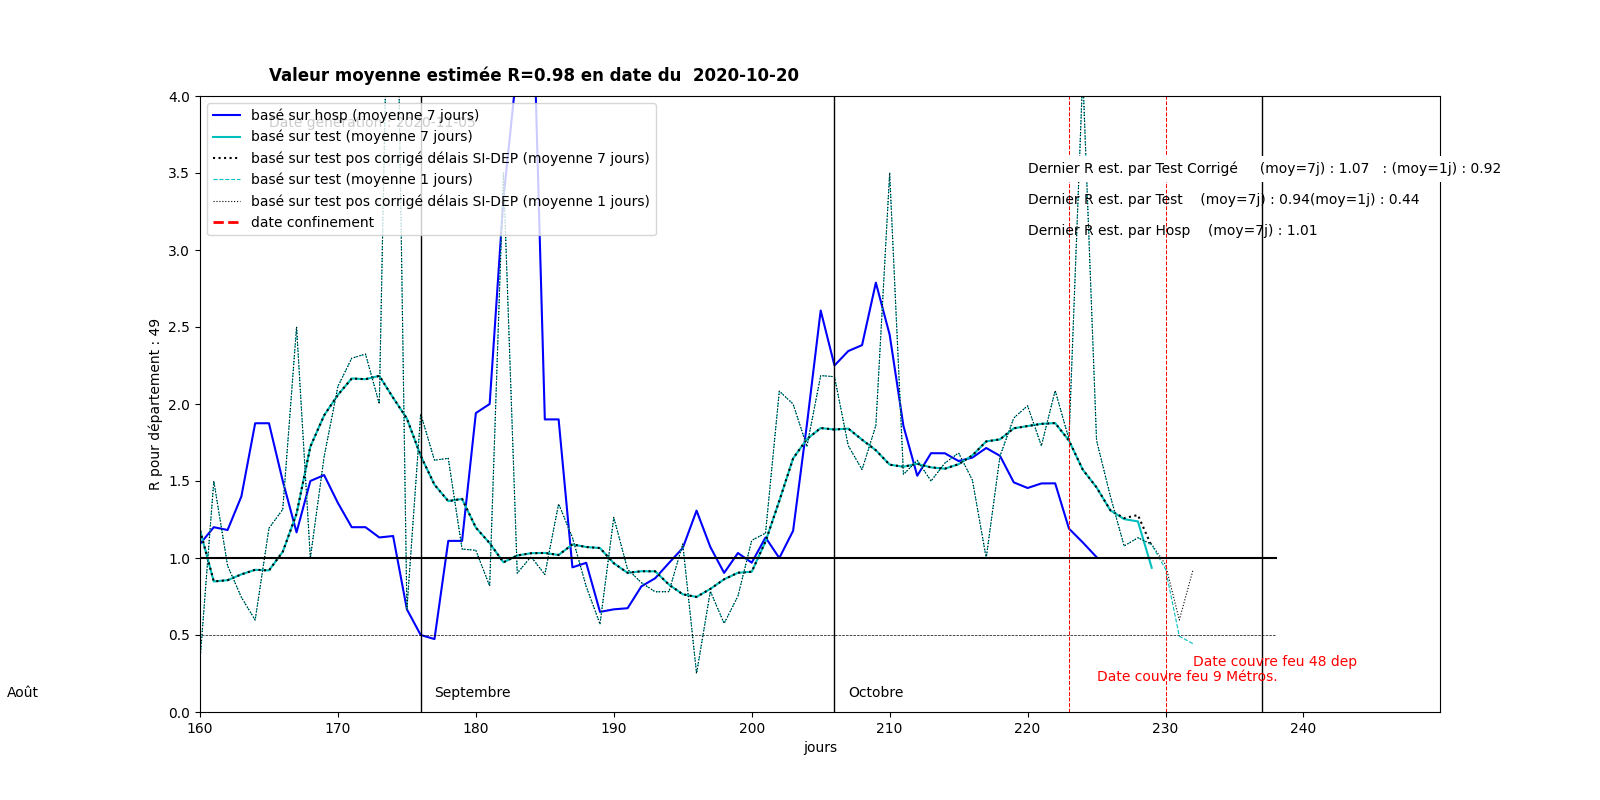 Valeur moyenne estimée R=0.98 en date du  2020-10-20
4.0
3.5
3.0
2.5
2.0
1.5
1.0
0.5
0.0
R pour département : 49
basé sur hosp (moyenne 7 jours)
Date génération : 2020-11-05
basé sur test (moyenne 7 jours)
basé sur test pos corrigé délais SI-DEP (moyenne 7 jours)
basé sur test (moyenne 1 jours)
basé sur test pos corrigé délais SI-DEP (moyenne 1 jours)
date confinement
Dernier R est. par Test Corrigé     (moy=7j) : 1.07   : (moy=1j) : 0.92
Dernier R est. par Test    (moy=7j) : 0.94(moy=1j) : 0.44
Dernier R est. par Hosp    (moy=7j) : 1.01
Date couvre feu 48 dep
Date couvre feu 9 Métros.
Août
Septembre
Octobre
160 170 180 190 200 210 220 230 240
jours